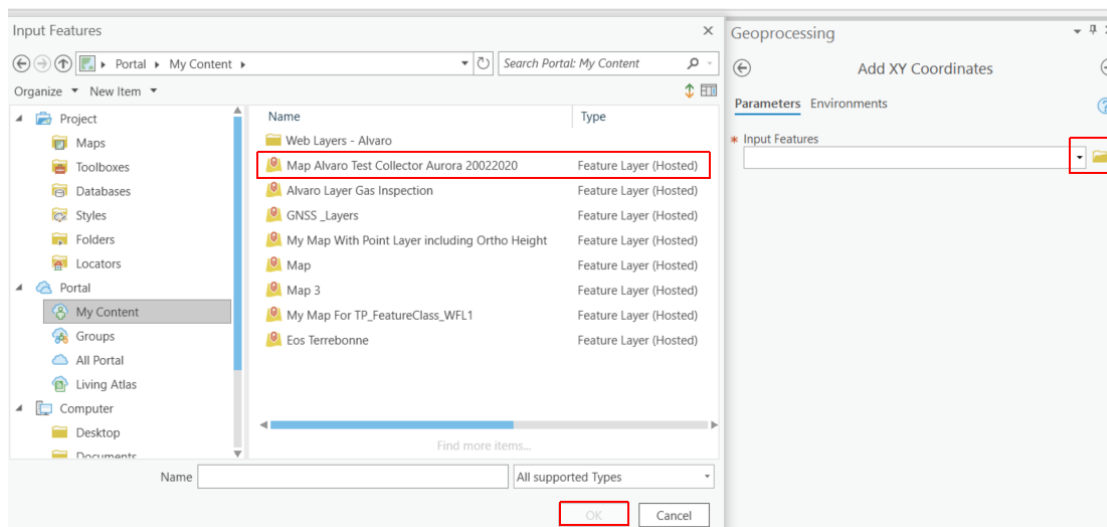 Input Features
Portal
My Content
Search Portal: My Content
Organize
New Item
Project
Maps
Toolboxes
Databases
Styles
Folders
Locators
Portal
My Content
Groups
All Portal
Living Atlas
Computer
Desktop
Documents
Name Type
Web Layers - Alvaro
Map Alvaro Test Collector Aurora 20022020 Feature Layer (Hosted)
Alvaro Layer Gas Inspection Feature Layer (Hosted)
GNSS _Layers Feature Layer (Hosted)
My Map With Point Layer including Ortho Height Feature Layer (Hosted)
Map Feature Layer (Hosted)
Map 3 Feature Layer (Hosted)
My Map For TP_FeatureClass_WFL1 Feature Layer (Hosted)
Eos Terrebonne Feature Layer (Hosted)
Find more items...
Name
All supported Types
OK
Cancel
Geoprocessing
Add XY Coordinates
Parameters Environments
* Input Features